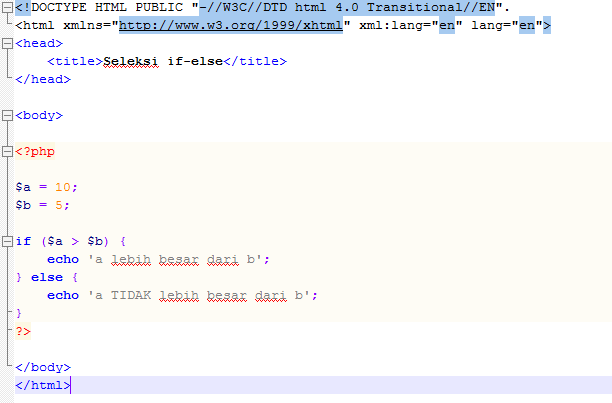 <!DOCTYPE HTML PUBLIC "-//W3C//DTD html 4.0 Transitional//EN".
<html xmlns="http://www.w3.org/1999/xhtml" xml:lang="en" lang="en">
<head>
    <title>Seleksi if-else</title>
</head>
<body>
<?php
$a = 10;
$b = 5;
if ($a > $b) {
    echo 'a lebih besar dari b';
} else {
    echo 'a TIDAK lebih besar dari b';
}
?>
</body>
</html>